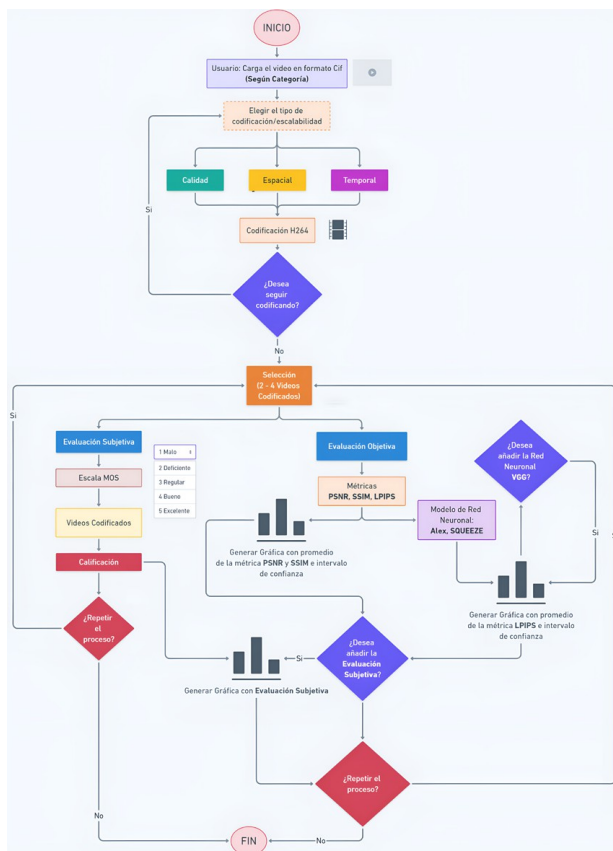 INICIO
Usuario: Carga el video en formato Cif
(Según Categoría)
Elegir el tipo de
codificación/escalabilidad
Calidad
Espacial
Temporal
Si
Codificación H264
¿Desea
seguir
codificando?
No
Selección
(2 - 4 Videos
Codificados)
Si
Evaluación Subjetiva
Evaluación Objetiva
¿Desea
añadir la Red
Neuronal
VGG?
1 Malo
2 Deficiente
3 Regular
4 Bueno
5 Excelente
Escala MOS
Métricas
PSNR, SSIM, LPIPS
Videos Codificados
Modelo de Red
Neuronal:
Alex, SQUEEZE
Si
Generar Gráfica con promedio
de la métrica PSNR y SSIM e intervalo
de confianza
Calificación
Generar Gráfica con promedio
de la métrica LPIPS e intervalo
de confianza
¿Repetir
el
proceso?
¿Desea
añadir la
Evaluación
Subjetiva?
Si
Generar Gráfica con Evaluación Subjetiva
¿Repetir el
proceso?
No
FIN
No